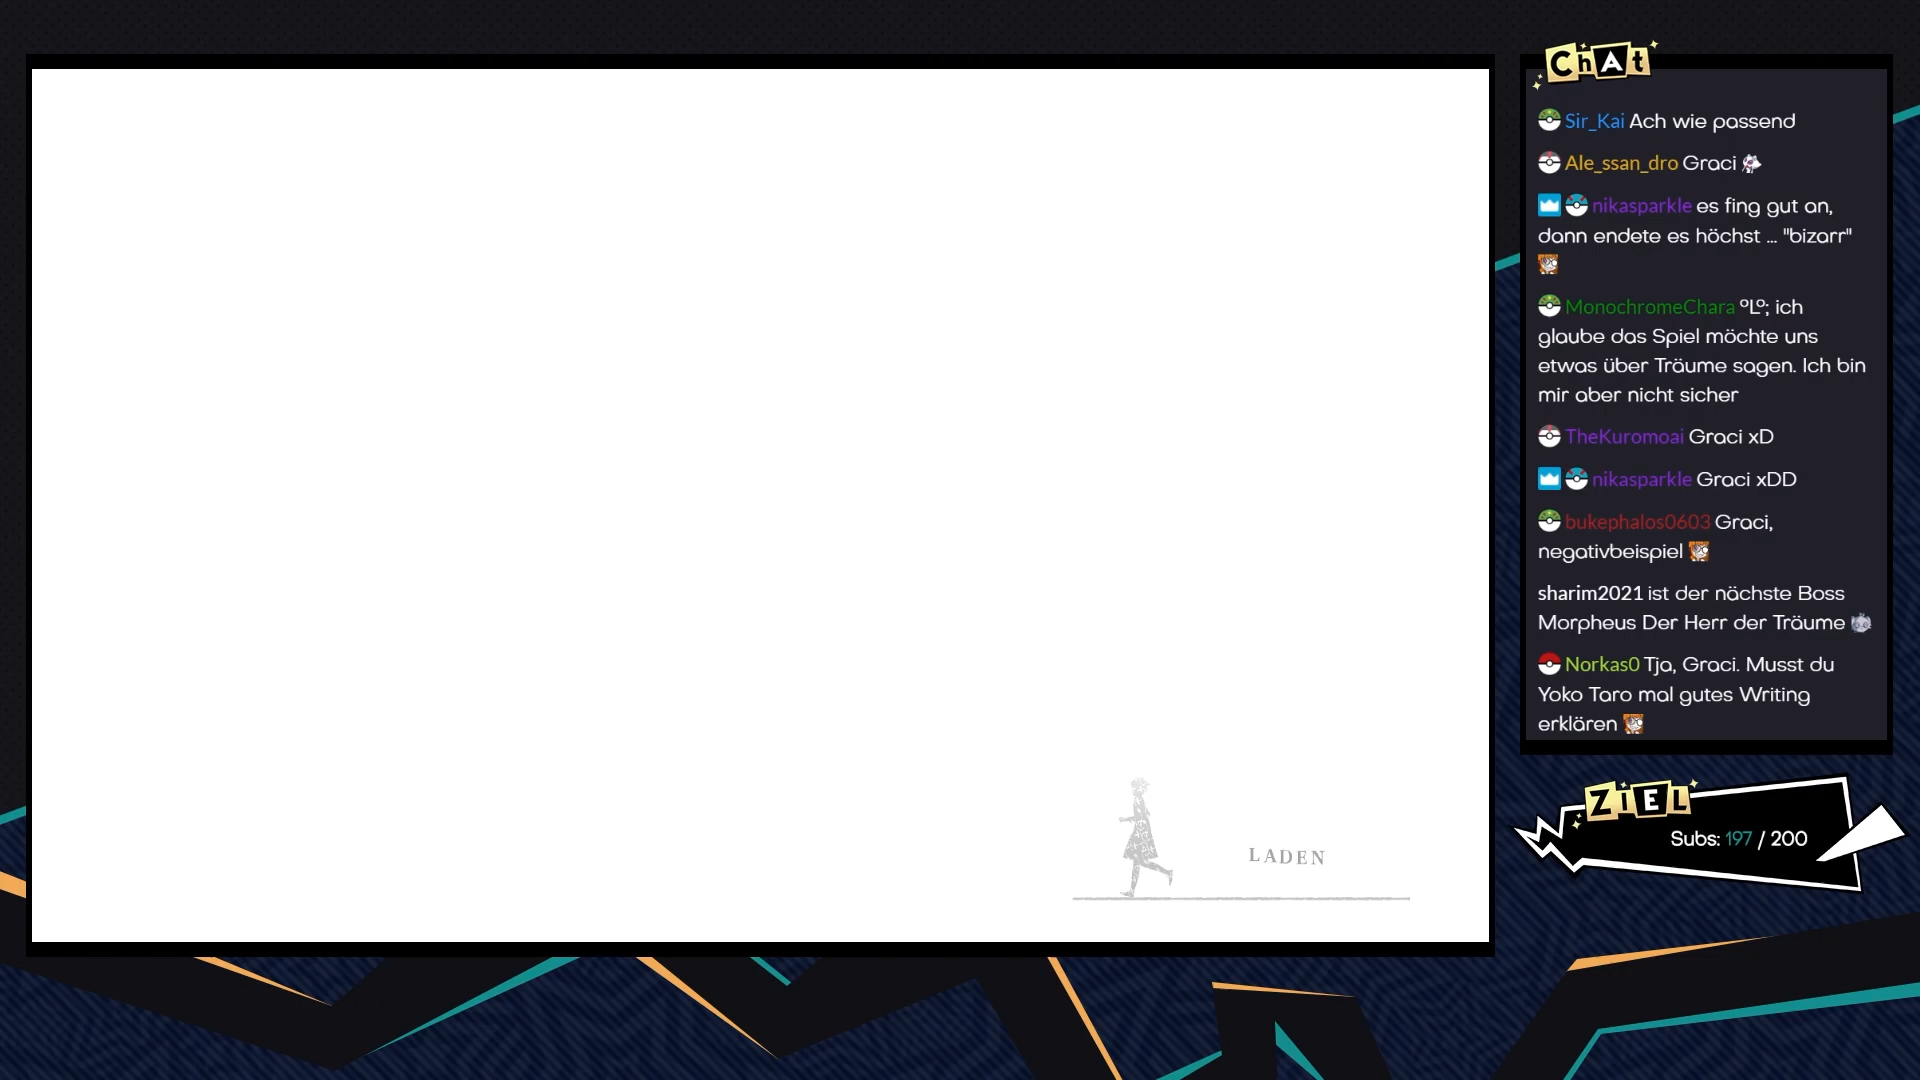 Chat
Sir_Kai Ach wie passend
Ale_ssan_dro Graci
nikasparkle es fing gut an,
dann endete es höchst ... "bizarr"
MonochromeChara ºLº; ich
glaube das Spiel möchte uns
etwas über Träume sagen. Ich bin
mir aber nicht sicher
TheKuromoai Graci xD
nikasparkle Graci xDD
bukephalos0603 Graci,
negativbeispiel
sharim2021 ist der nächste Boss
Morpheus Der Herr der Träume
Norkas0 Tja, Graci. Musst du
Yoko Taro mal gutes Writing
erklären
ZIEL
Subs: 197 / 200
LADEN